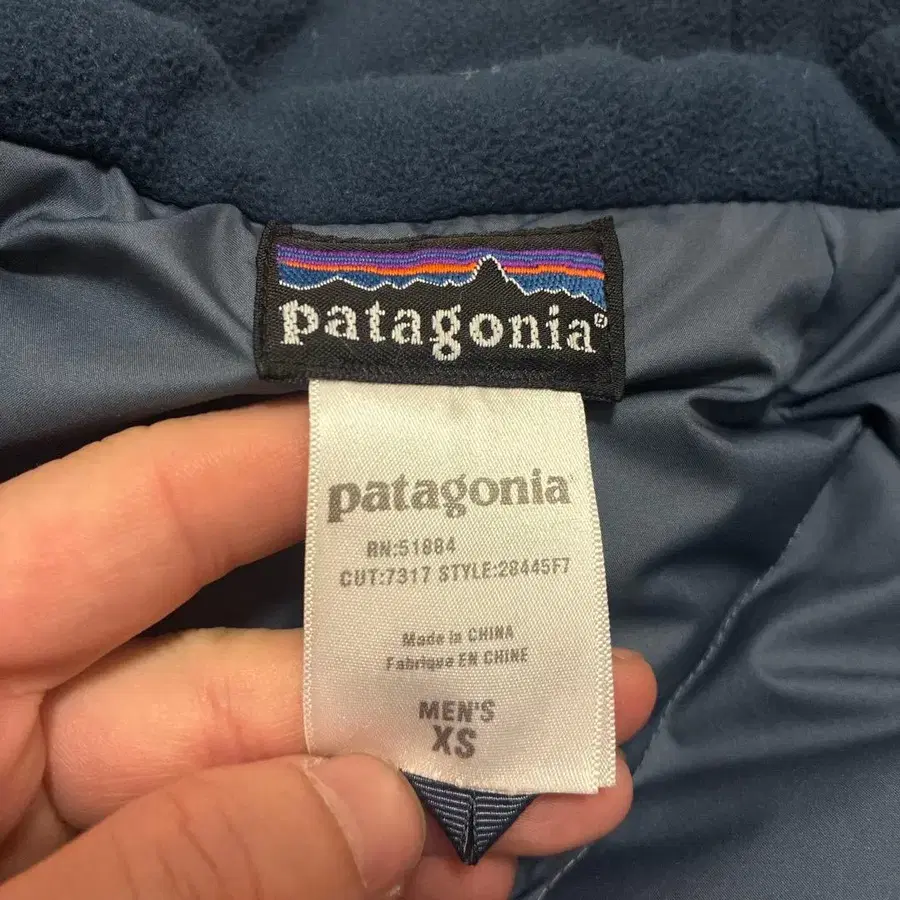 patagonia®
patagonia®
RN:51884
CUT:7317 STYLE:28445F7
Made in CHINA
Fabriqué EN CHINE
MEN'S
XS